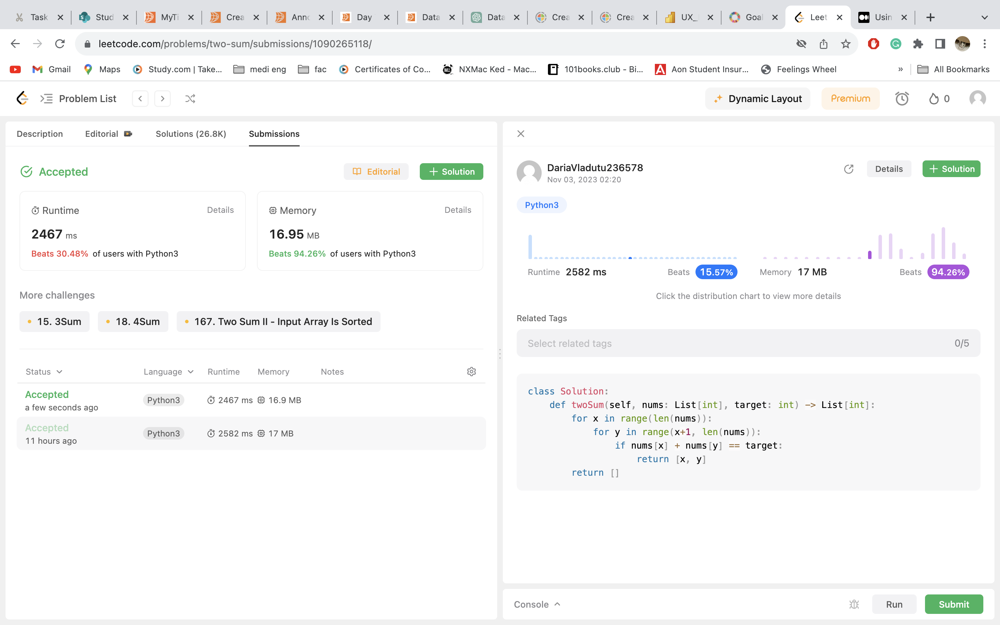 Task
Stud
MyTi
Crea
Anno
Day
Data
Data
Crea
Crea
UX_
Goal
Leet
Usin
leetcode.com/problems/two-sum/submissions/1090265118/
Gmail
Maps
Study.com | Take...
medi eng
fac
Certificates of Co...
NXMac Ked - Mac...
101books.club - Bi...
Aon Student Insur...
Feelings Wheel
»
All Bookmarks
Problem List
Dynamic Layout
Premium
0
Description
Editorial
Solutions (26.8K)
Submissions
Accepted
Editorial
+ Solution
Runtime
Details
2467 ms
Beats 30.48% of users with Python3
Memory
Details
16.95 MB
Beats 94.26% of users with Python3
More challenges
15. 3Sum
18. 4Sum
167. Two Sum II - Input Array Is Sorted
Status Language Runtime Memory Notes
Accepted
a few seconds ago
Python3 2467 ms 16.9 MB
Accepted
11 hours ago
Python3 2582 ms 17 MB
DariaVladutu236578
Nov 03, 2023 02:20
Details
+ Solution
Python3
Runtime 2582 ms Beats 15.57%
Memory 17 MB Beats 94.26%
Click the distribution chart to view more details
Related Tags
Select related tags 0/5
class Solution:
    def twoSum(self, nums: List[int], target: int) -> List[int]:
        for x in range(len(nums)):
            for y in range(x+1, len(nums)):
                if nums[x] + nums[y] == target:
                    return [x, y]
        return []
Console
Run
Submit